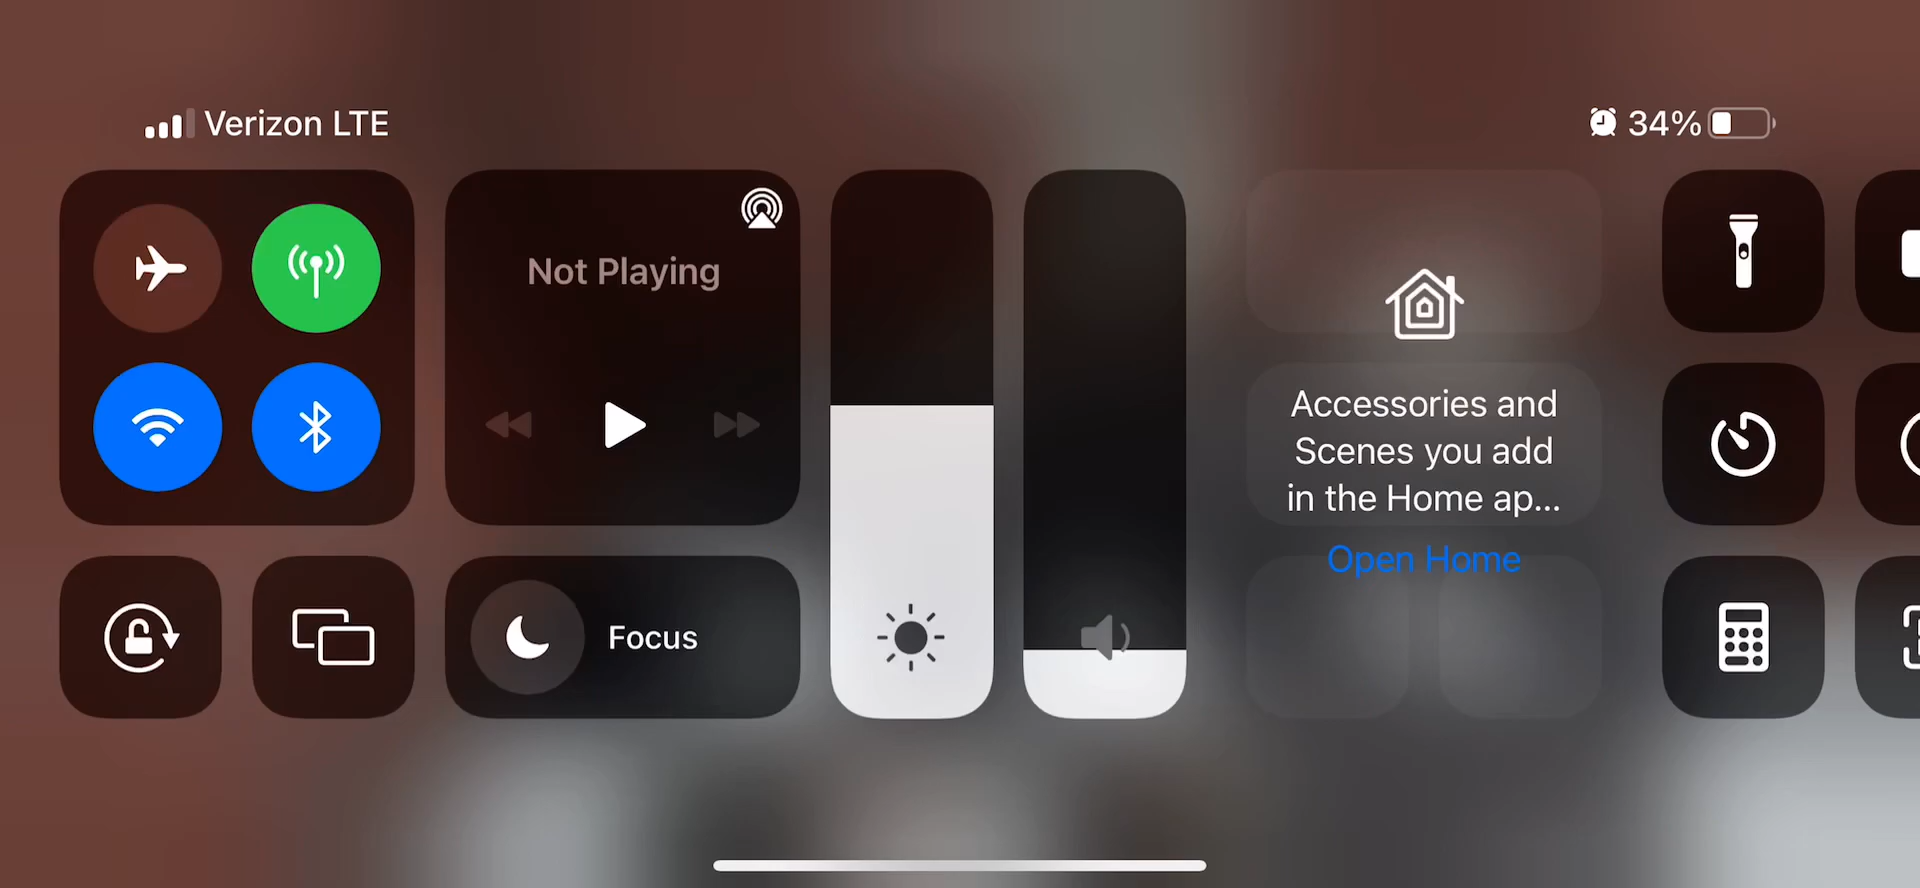 Verizon LTE
34%
Not Playing
Accessories and
Scenes you add
in the Home ap...
Open Home
Focus